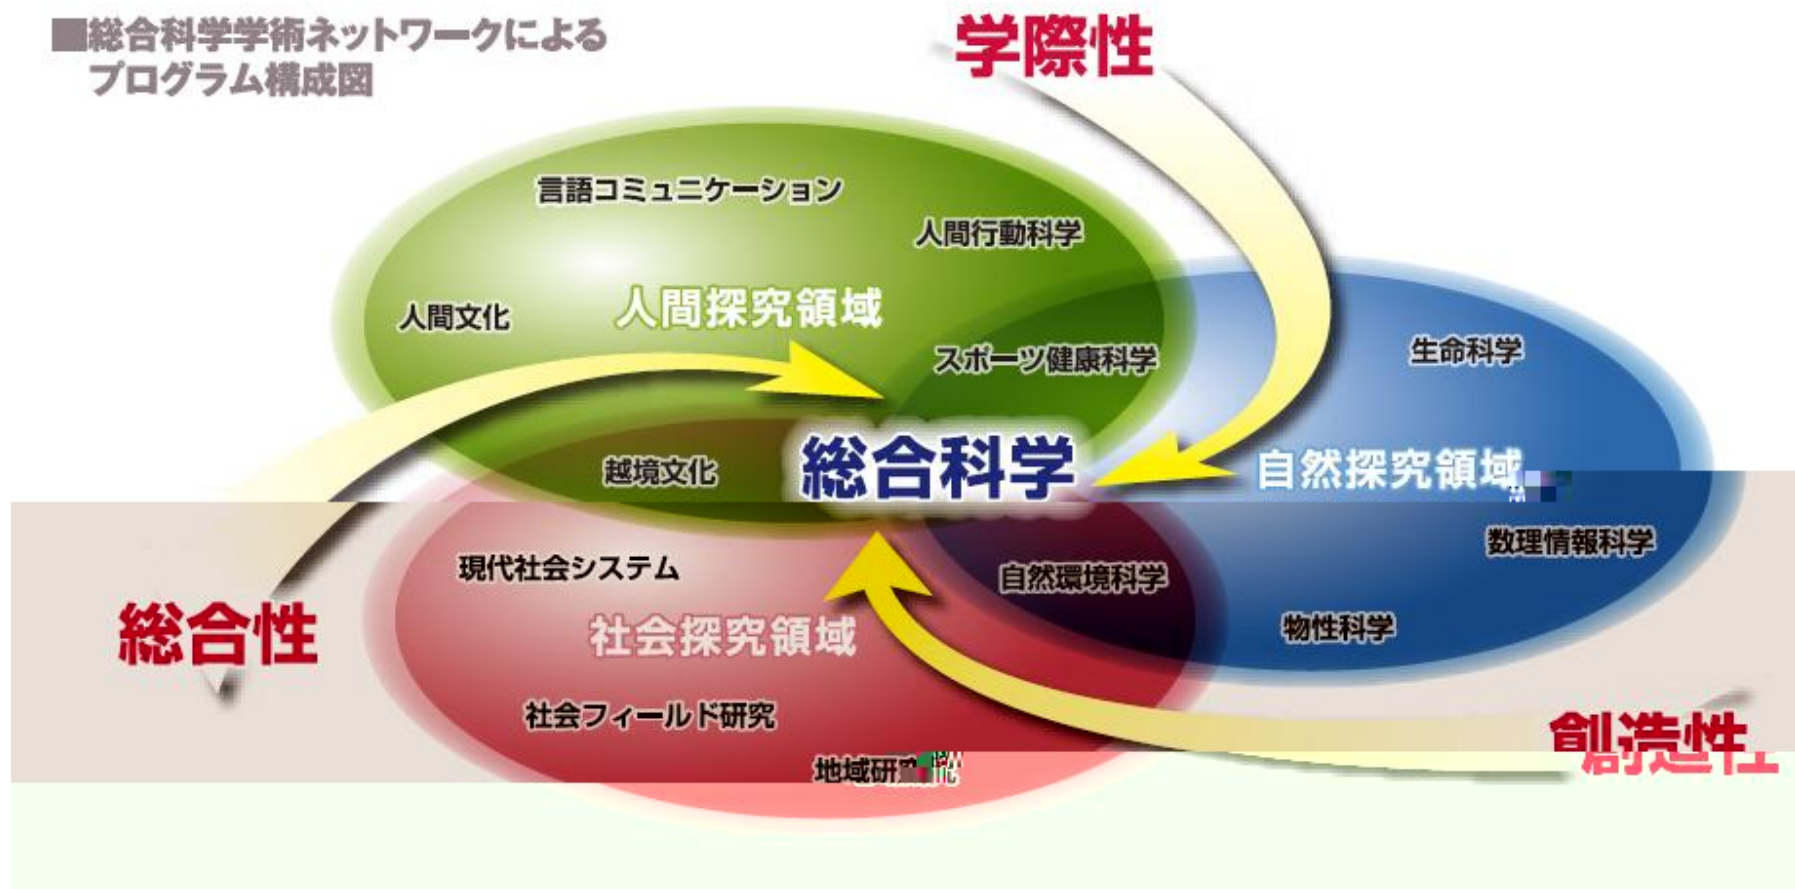 ■総合科学学術ネットワークによる
プログラム構成図
学際性
言語コミュニケーション
人間行動科学
人間文化
人間探究領域
スポーツ健康科学
生命科学
越境文化
総合科学
自然探究領域
数理情報科学
現代社会システム
自然環境科学
物性科学
総合性
社会探究領域
社会フィールド研究
創造性
地域研